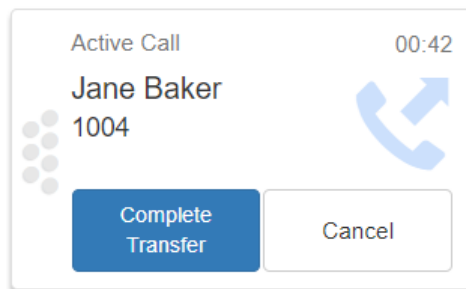 Active Call 00:42
Jane Baker
1004
Complete
Transfer
Cancel